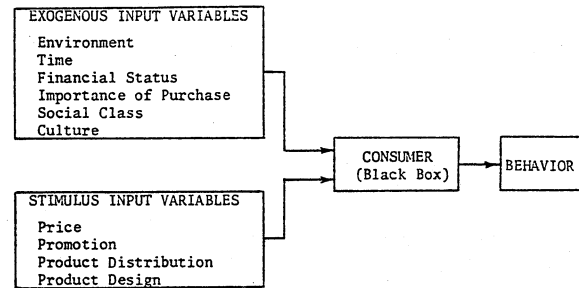 EXOGENOUS INPUT VARIABLES
Environment
Time
Financial Status
Importance of Purchase
Social Class
Culture
CONSUMER
(Black Box)
BEHAVIOR
STIMULUS INPUT VARIABLES
Price
Promotion
Product Distribution
Product Design